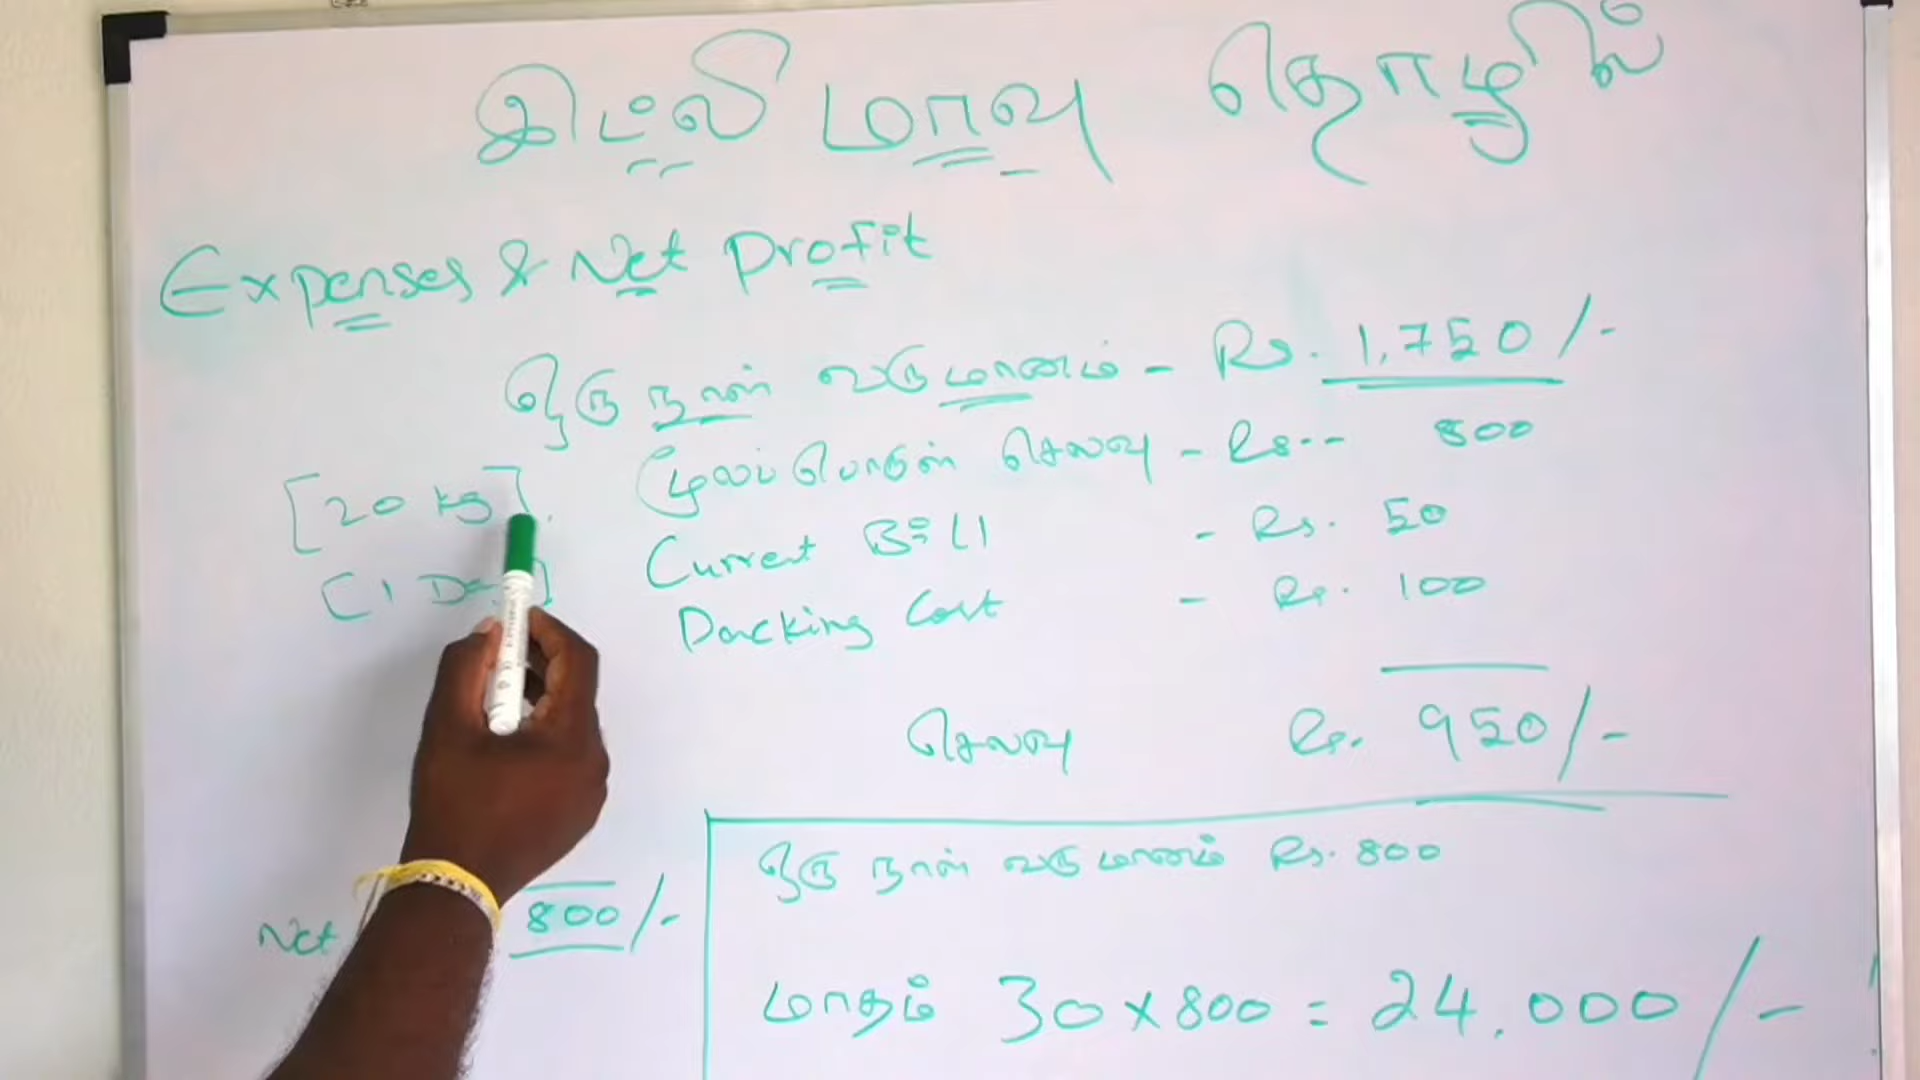 இட்லி மாவு தொழில்
Expenses & Net Profit
ஒரு நாள் வருமானம் - Rs. 1,750/-
மூலப் பொருள் செலவு - Rs-- 800
[20 kg]
Current Bill - Rs. 50
[1 Day]
Packing Cost - Rs. 100
செலவு Rs. 950/-
ஒரு நாள் வருமானம் Rs. 800
Net 800/-
மாதம் 30 x 800 = 24,000/-